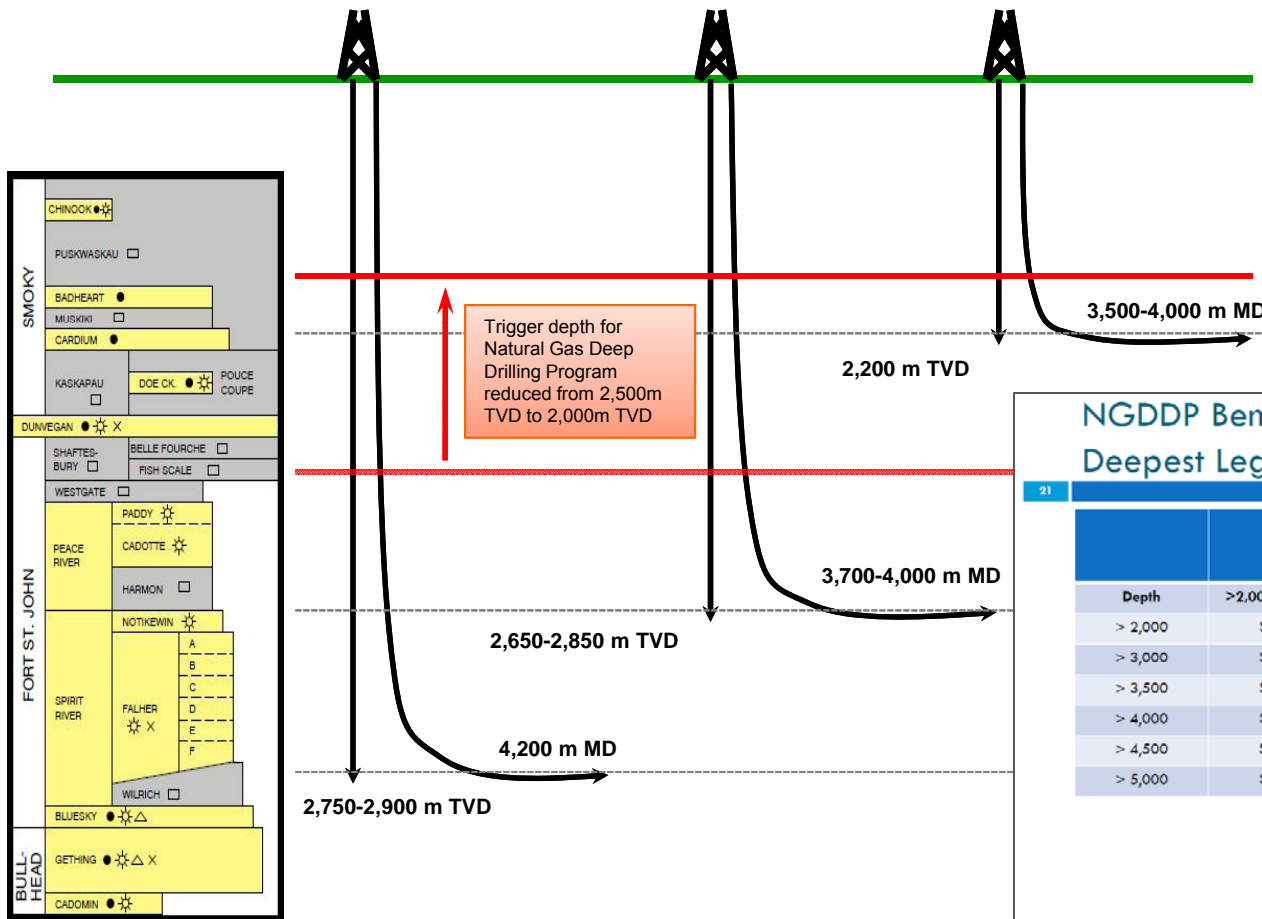 SMOKY
CHINOOK
PUSKWASKAU
BADHEART
MUSKIKI
CARDIUM
KASKAPAU
DOE CK.
POUCE
COUPE
DUNVEGAN X
FORT ST. JOHN
SHAFTES-
BURY
BELLE FOURCHE
FISH SCALE
WESTGATE
PEACE
RIVER
PADDY
CADOTTE
HARMON
SPIRIT
RIVER
NOTIKEWIN
FALHER
X
A
B
C
D
E
F
WILRICH
BLUESKY
BULL-
HEAD
GETHING X
CADOMIN
Trigger depth for
Natural Gas Deep
Drilling Program
reduced from 2,500m
TVD to 2,000m TVD
3,500-4,000 m MD
2,200 m TVD
3,700-4,000 m MD
2,650-2,850 m TVD
4,200 m MD
2,750-2,900 m TVD
NGDDP Ben
Deepest Leg
21
Depth >2,00
> 2,000
> 3,000
> 3,500
> 4,000
> 4,500
> 5,000